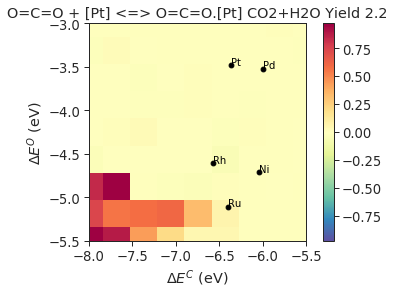 O=C=O + [Pt] <=> O=C=O.[Pt] CO2+H2O Yield 2.2
−3.0
−3.5
−4.0
−4.5
−5.0
−5.5
ΔE^O (eV)
Pt
Pd
Rh
Ni
Ru
−8.0 −7.5 −7.0 −6.5 −6.0 −5.5
ΔE^C (eV)
0.75
0.50
0.25
0.00
−0.25
−0.50
−0.75